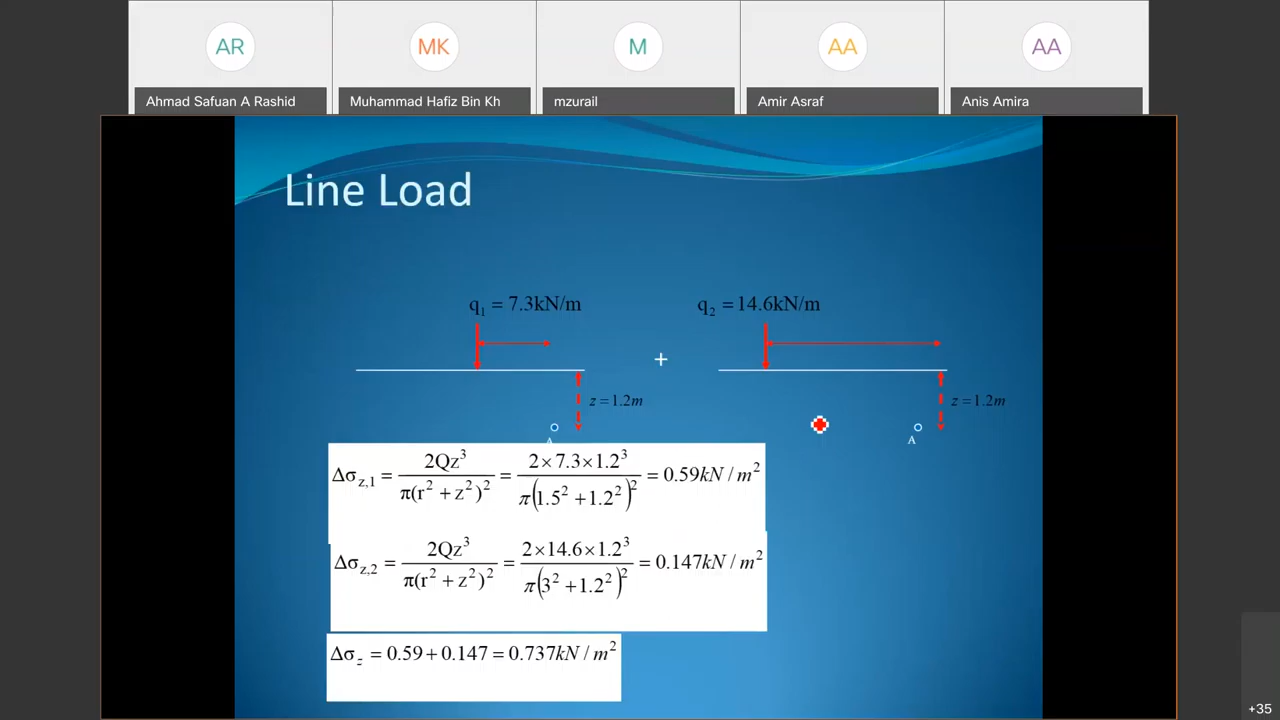 AR MK M AA AA
Ahmad Safuan A Rashid Muhammad Hafiz Bin Kh mzurail Amir Asraf Anis Amira
Line Load
q₁ = 7.3kN/m q₂ = 14.6kN/m
+
z = 1.2m z = 1.2m
A A
Δσz,1 = 2Qz³ / π(r² + z²)² = 2×7.3×1.2³ / π(1.5² + 1.2²)² = 0.59kN / m²
Δσz,2 = 2Qz³ / π(r² + z²)² = 2×14.6×1.2³ / π(3² + 1.2²)² = 0.147kN / m²
Δσz = 0.59 + 0.147 = 0.737kN / m²
+35